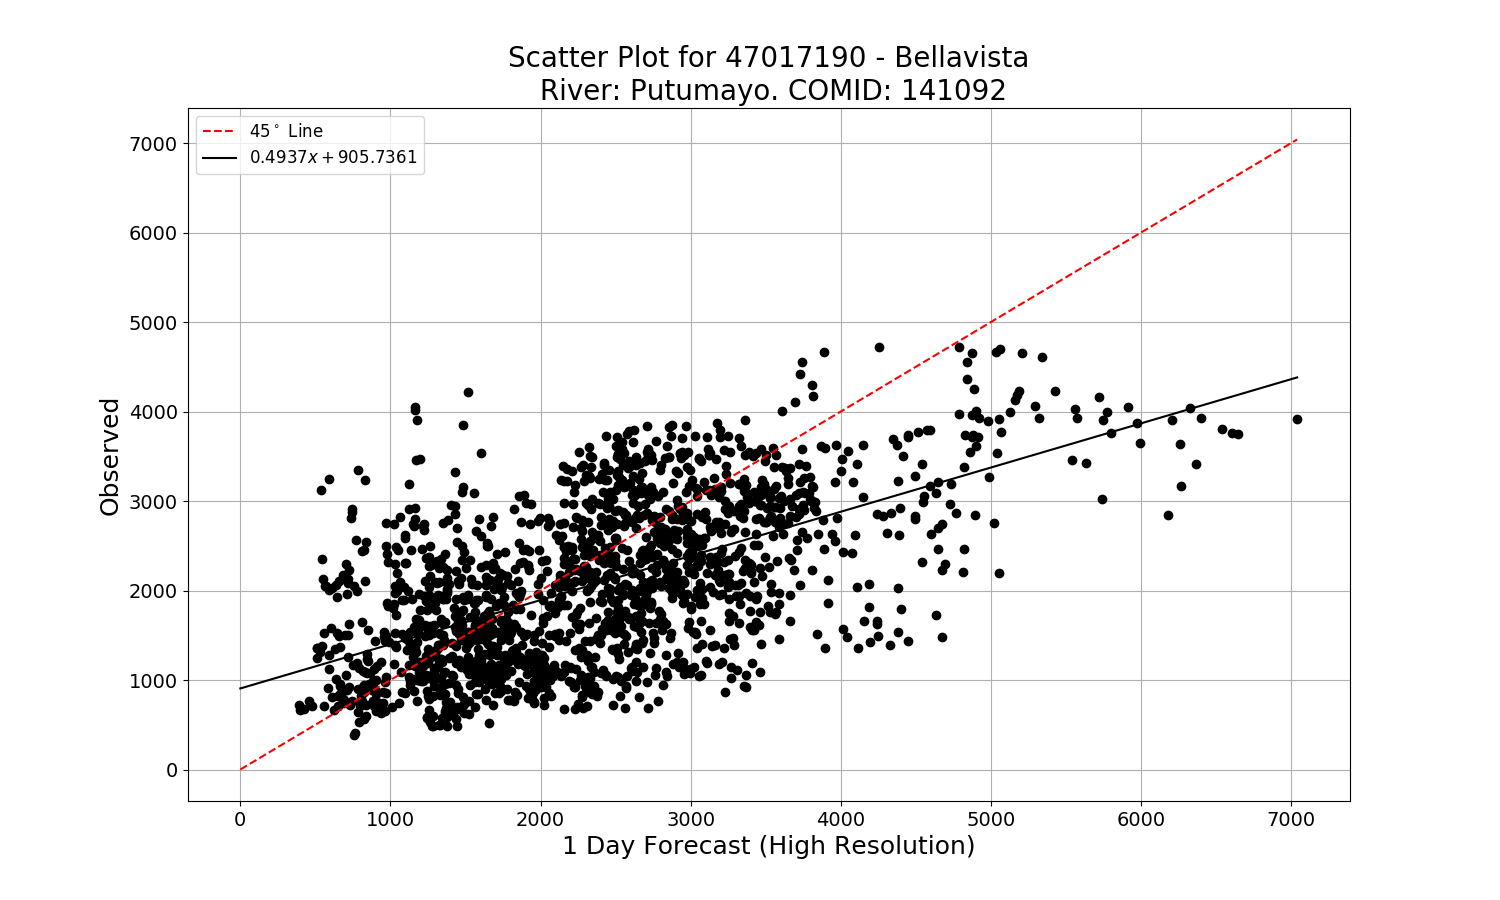 Scatter Plot for 47017190 - Bellavista
River: Putumayo. COMID: 141092
45° Line
0.4937x + 905.7361
7000
6000
5000
4000
3000
2000
1000
0
Observed
0 1000 2000 3000 4000 5000 6000 7000
1 Day Forecast (High Resolution)